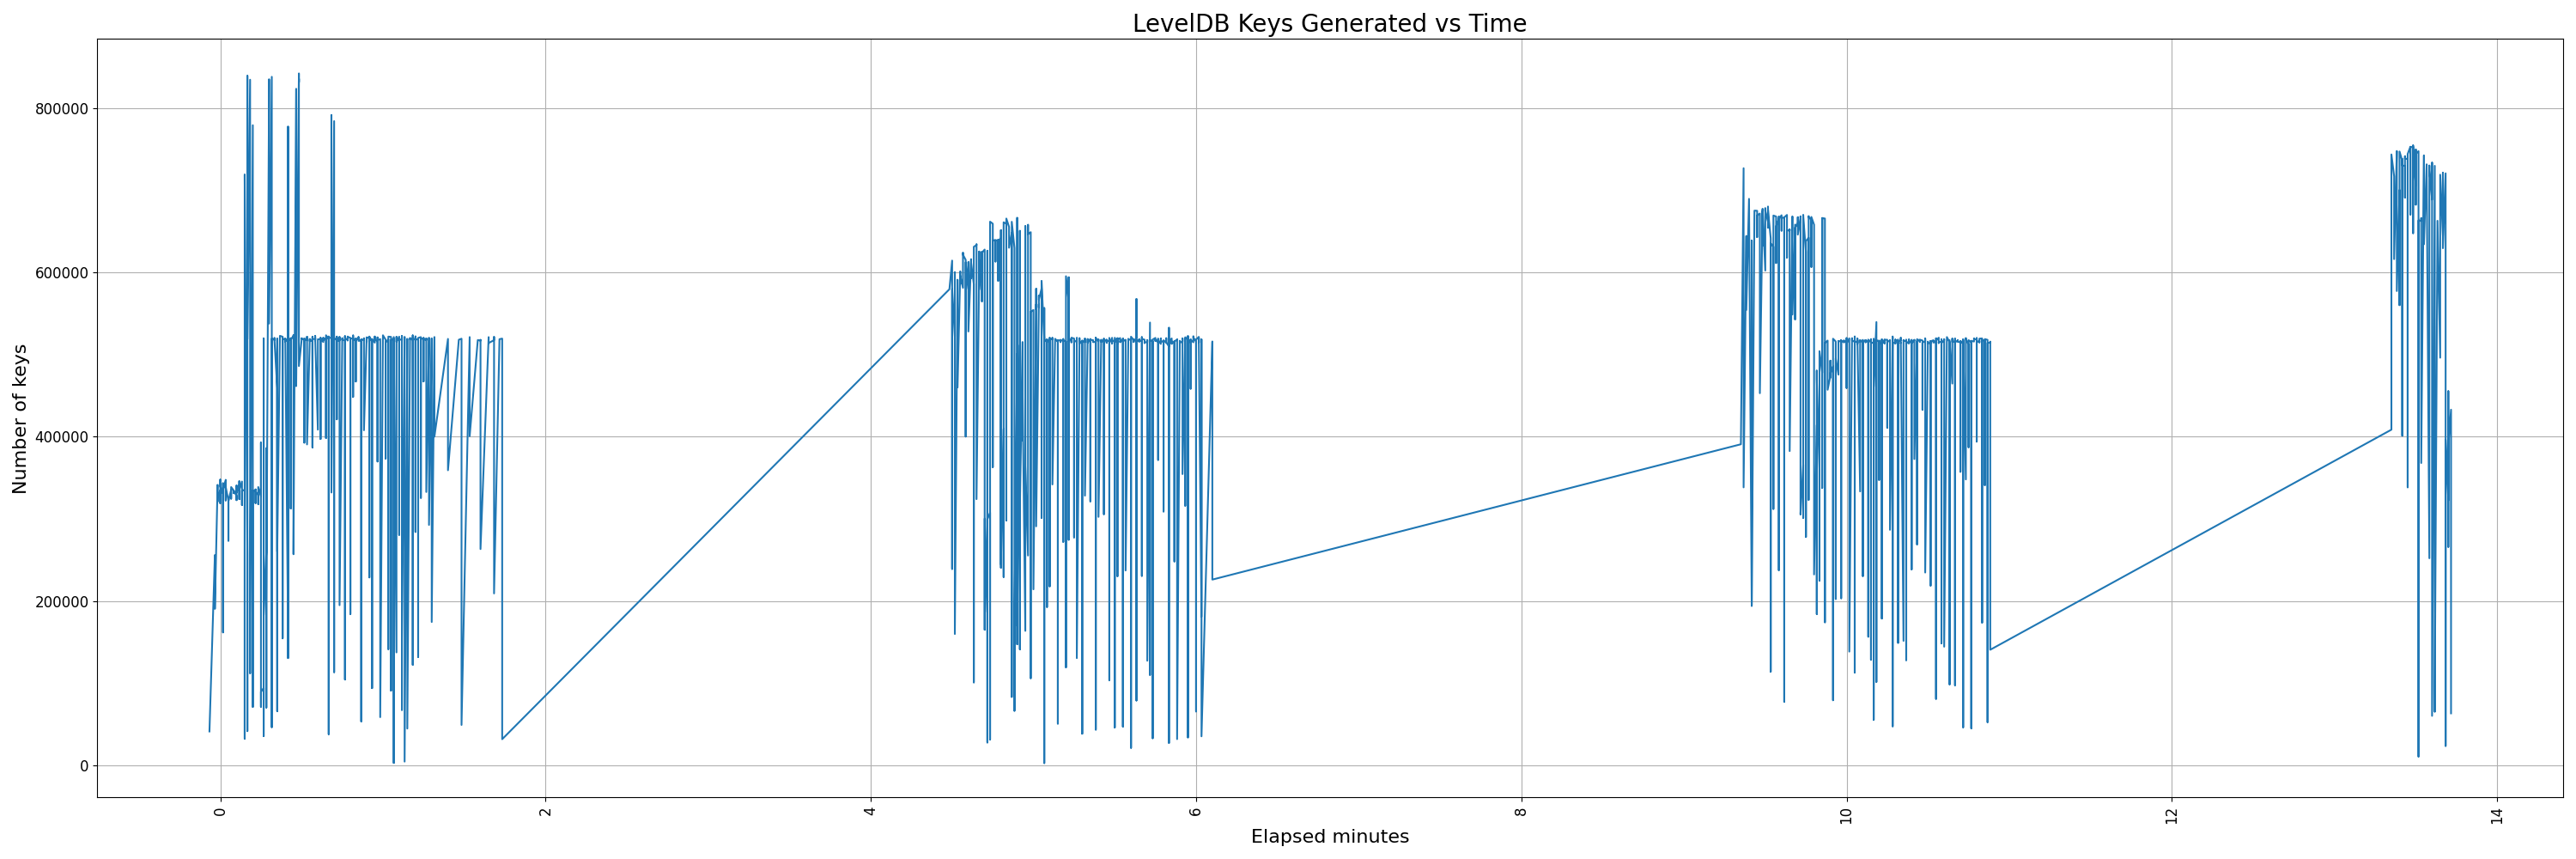 LevelDB Keys Generated vs Time
Number of keys
800000
600000
400000
200000
0
0 2 4 6 8 10 12 14
Elapsed minutes